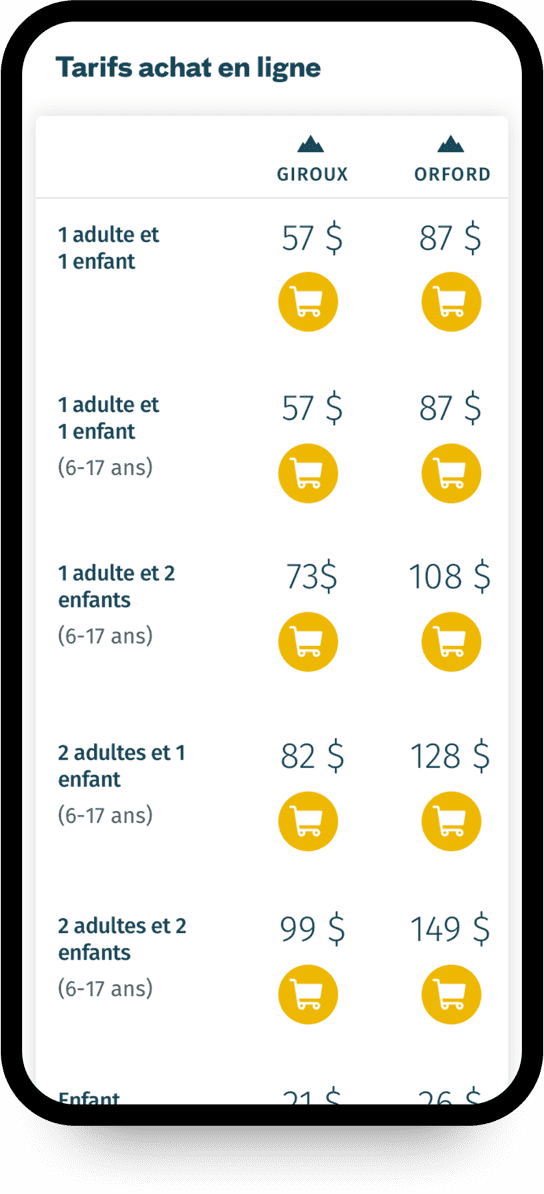 Tarifs achat en ligne
GIROUX ORFORD
1 adulte et 57 $ 87 $
1 enfant
1 adulte et 57 $ 87 $
1 enfant
(6-17 ans)
1 adulte et 2 73$ 108 $
enfants
(6-17 ans)
2 adultes et 1 82 $ 128 $
enfant
(6-17 ans)
2 adultes et 2 99 $ 149 $
enfants
(6-17 ans)
Enfant 21 $ 26 $